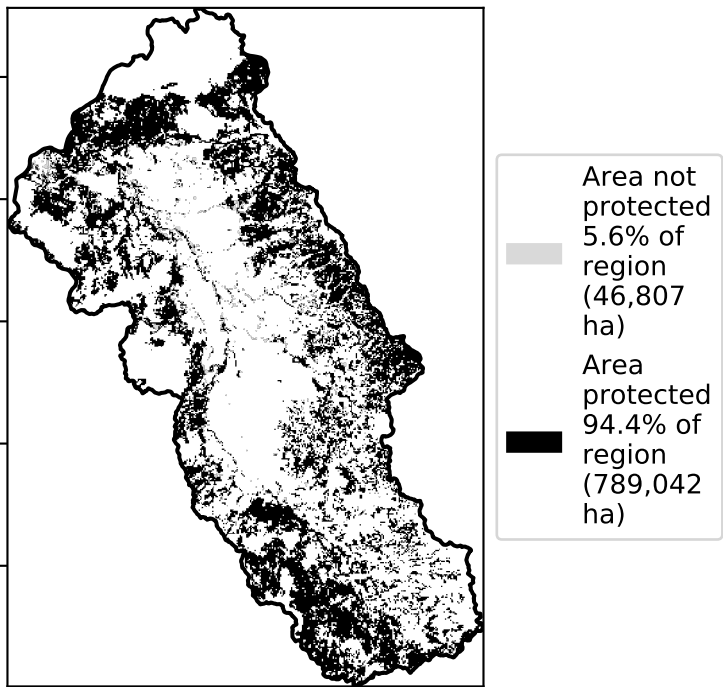 Area not
protected
5.6% of
region
(46,807
ha)
Area
protected
94.4% of
region
(789,042
ha)